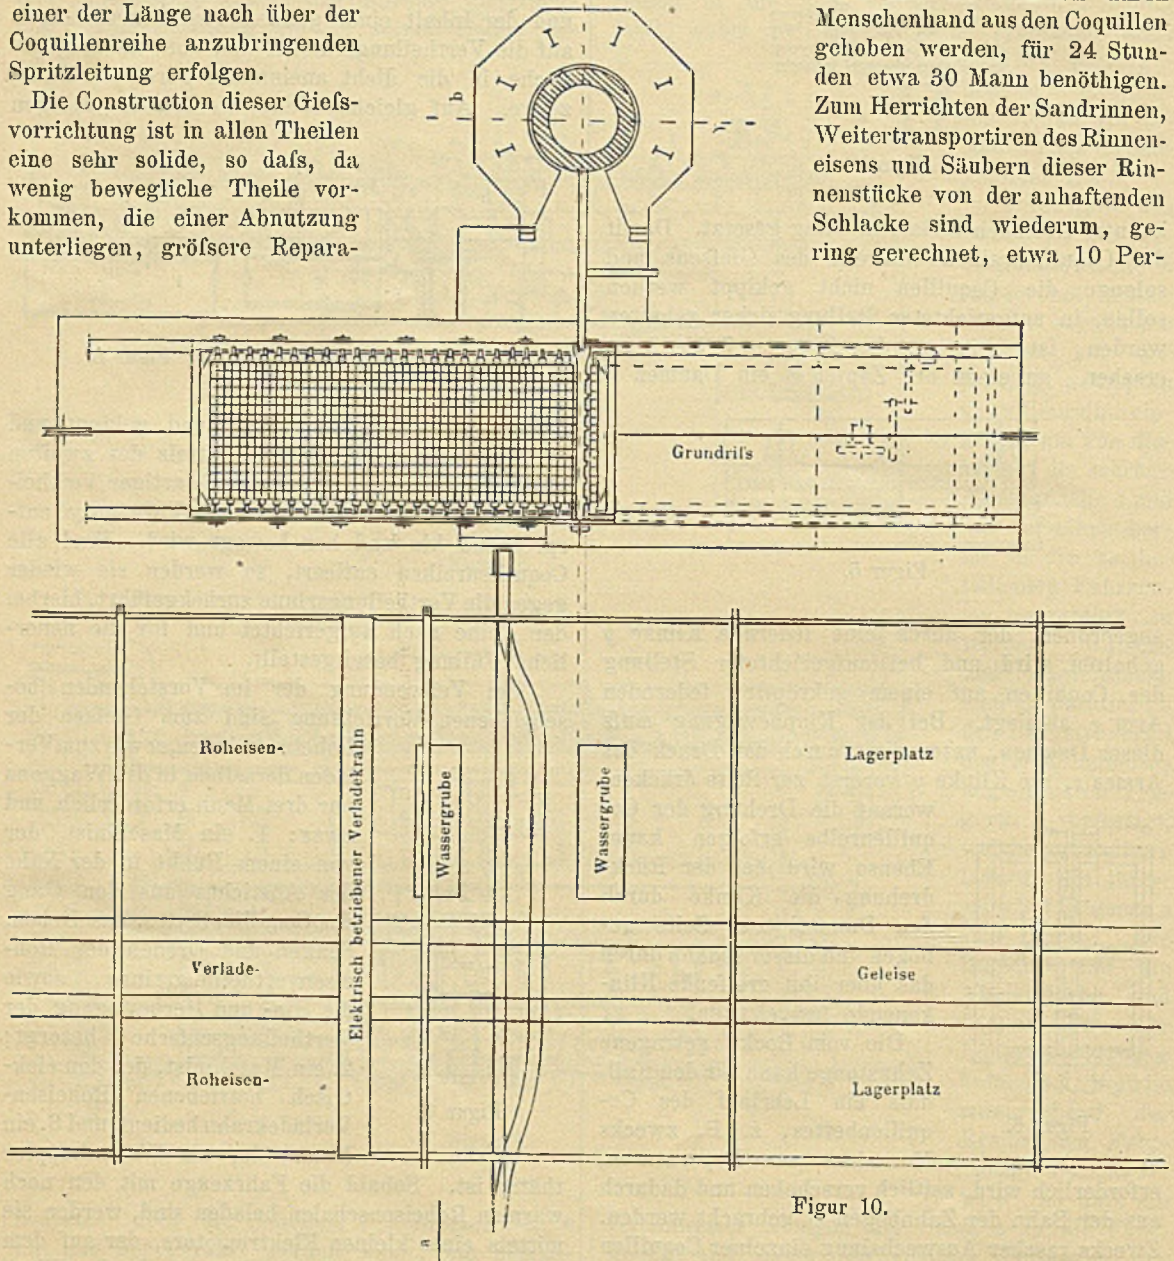 einer der Länge nach über der
Coquillenreihe anzubringenden
Spritzleitung erfolgen.
Die Construction dieser Gieſs-
vorrichtung ist in allen Theilen
eine sehr solide, so daſs, da
wenig bewegliche Theile vor-
kommen, die einer Abnutzung
unterliegen, gröſsere Repara-
Menschenhand aus den Coquillen
gehoben werden, für 24 Stun-
den etwa 30 Mann benöthigen.
Zum Herrichten der Sandrinnen,
Weitertransportiren des Rinnen-
eisens und Säubern dieser Rin-
nenstücke von der anhaftenden
Schlacke sind wiederum, ge-
ring gerechnet, etwa 10 Per-
b
Grundriſs
Roheisen-
Elektrisch betriebener Verladekrahn
Wassergrube
Wassergrube
Lagerplatz
Verlade-
Geleise
Roheisen-
Lagerplatz
a
Figur 10.